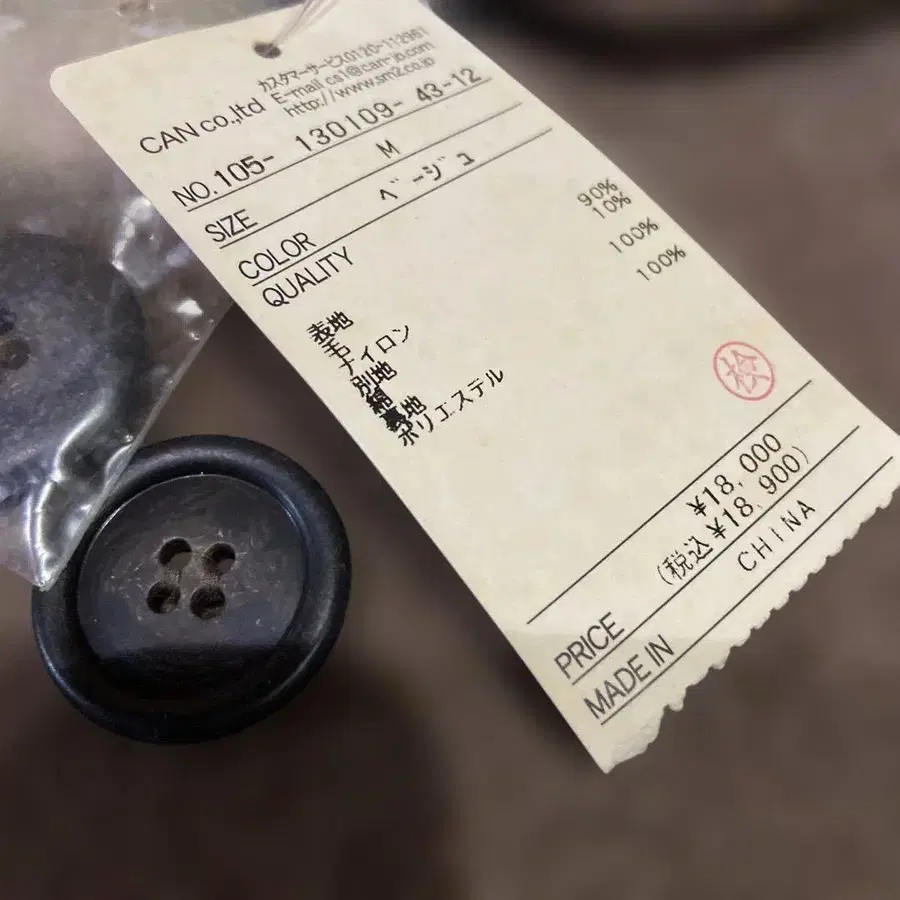 CAN co.,ltd
カスタマーサービス0120-112961
E-mail cs1@can-jp.com
http://www.sm2.co.jp
NO. 105- 130109- 43-12
SIZE M
COLOR ベージュ
QUALITY
表地
毛 90%
ナイロン 10%
別地
綿 100%
裏地
ポリエステル 100%
検
PRICE ¥18,000
(税込¥18,900)
MADE IN CHINA